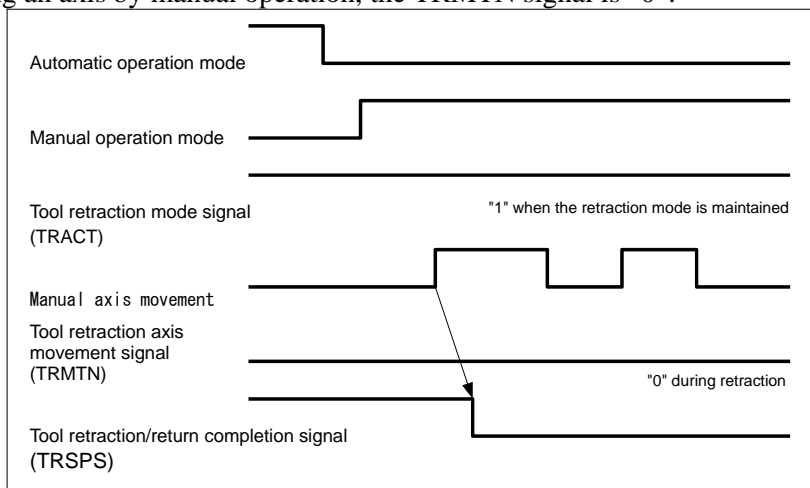 g an axis by manual operation, the TRMTN signal is "0".
Automatic operation mode
Manual operation mode
Tool retraction mode signal
(TRACT)
"1" when the retraction mode is maintained
Manual axis movement
Tool retraction axis
movement signal
(TRMTN)
"0" during retraction
Tool retraction/return completion signal
(TRSPS)